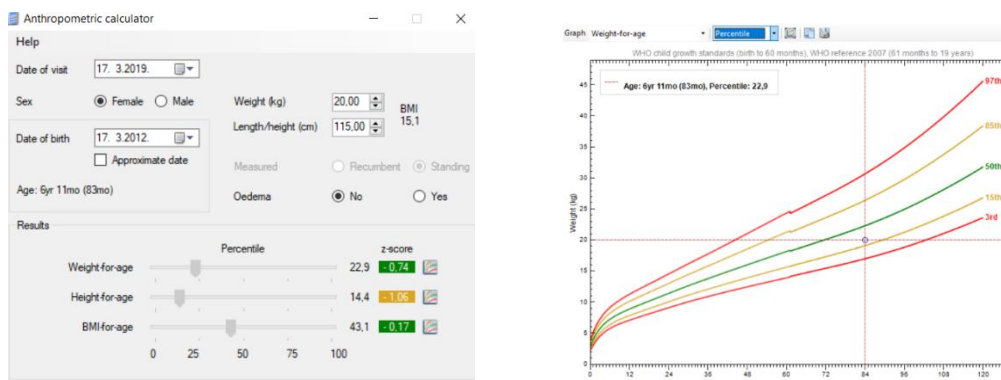 Anthropometric calculator
Help
Date of visit 17. 3.2019.
Sex Female Male
Weight (kg) 20,00
BMI
15,1
Length/height (cm) 115,00
Date of birth 17. 3.2012.
Approximate date
Age: 6yr 11mo (83mo)
Measured Recumbent Standing
Oedema No Yes
Results
Percentile z-score
Weight-for-age 22,9 -0,74
Height-for-age 14,4 -1,06
BMI-for-age 43,1 -0,17
0 25 50 75 100
Graph Weight-for-age Percentile
WHO child growth standards (birth to 60 months), WHO reference 2007 (61 months to 19 years)
Age: 6yr 11mo (83mo), Percentile: 22,9
97th
85th
50th
15th
3rd
Weight (kg)
45
40
35
30
25
20
15
10
5
0
0 12 24 36 48 60 72 84 96 108 120